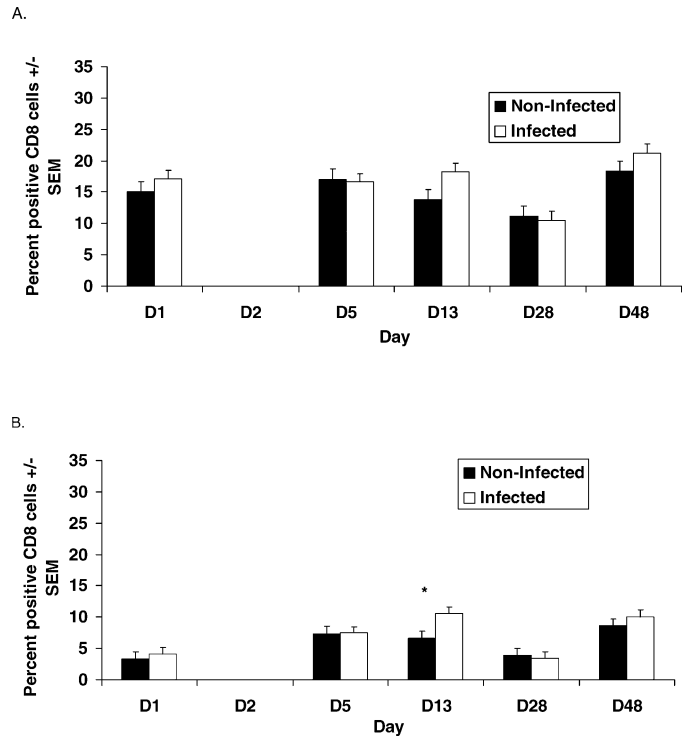 A.
Percent positive CD8 cells +/-
SEM
35
30
25
20
15
10
5
0
Non-Infected
Infected
D1 D2 D5 D13 D28 D48
Day
B.
Percent positive CD8 cells +/-
SEM
35
30
25
20
15
10
5
0
Non-Infected
Infected
*
D1 D2 D5 D13 D28 D48
Day